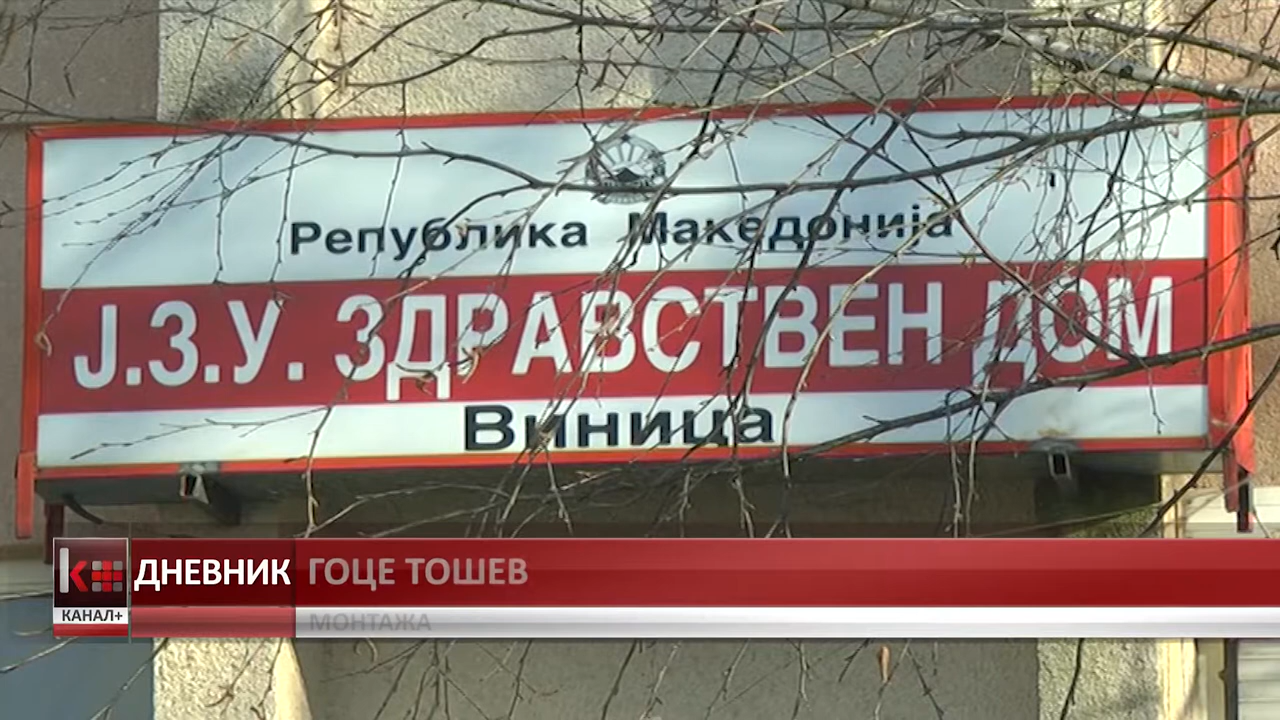 Република Македонија
Ј.З.У. ЗДРАВСТВЕН ДОМ
Виница
ДНЕВНИК
ГОЦЕ ТОШЕВ
КАНАЛ+
МОНТАЖА